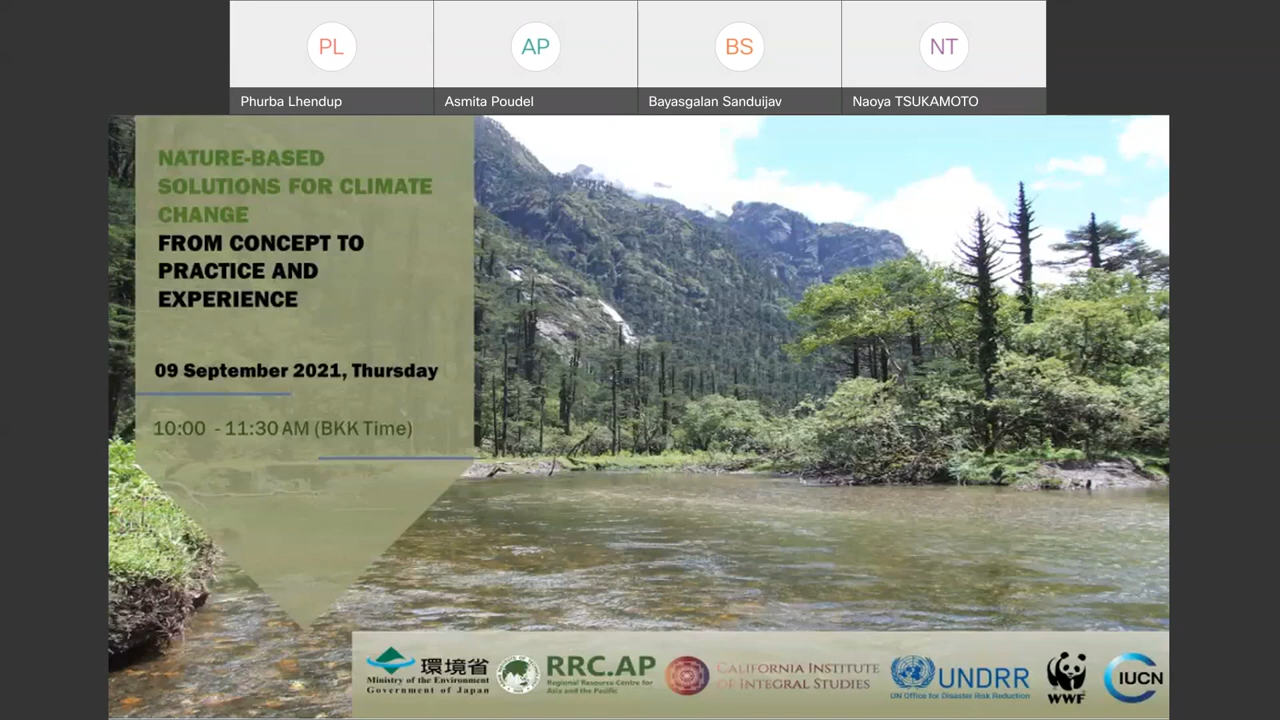 PL
AP
BS
NT
Phurba Lhendup
Asmita Poudel
Bayasgalan Sanduijav
Naoya TSUKAMOTO
NATURE-BASED
SOLUTIONS FOR CLIMATE
CHANGE
FROM CONCEPT TO
PRACTICE AND
EXPERIENCE
09 September 2021, Thursday
10:00 - 11:30 AM (BKK Time)
環境省
Ministry of the Environment
Government of Japan
RRC.AP
Regional Resource Centre for
Asia and the Pacific
CALIFORNIA INSTITUTE
OF INTEGRAL STUDIES
UNDRR
UN Office for Disaster Risk Reduction
WWF
IUCN